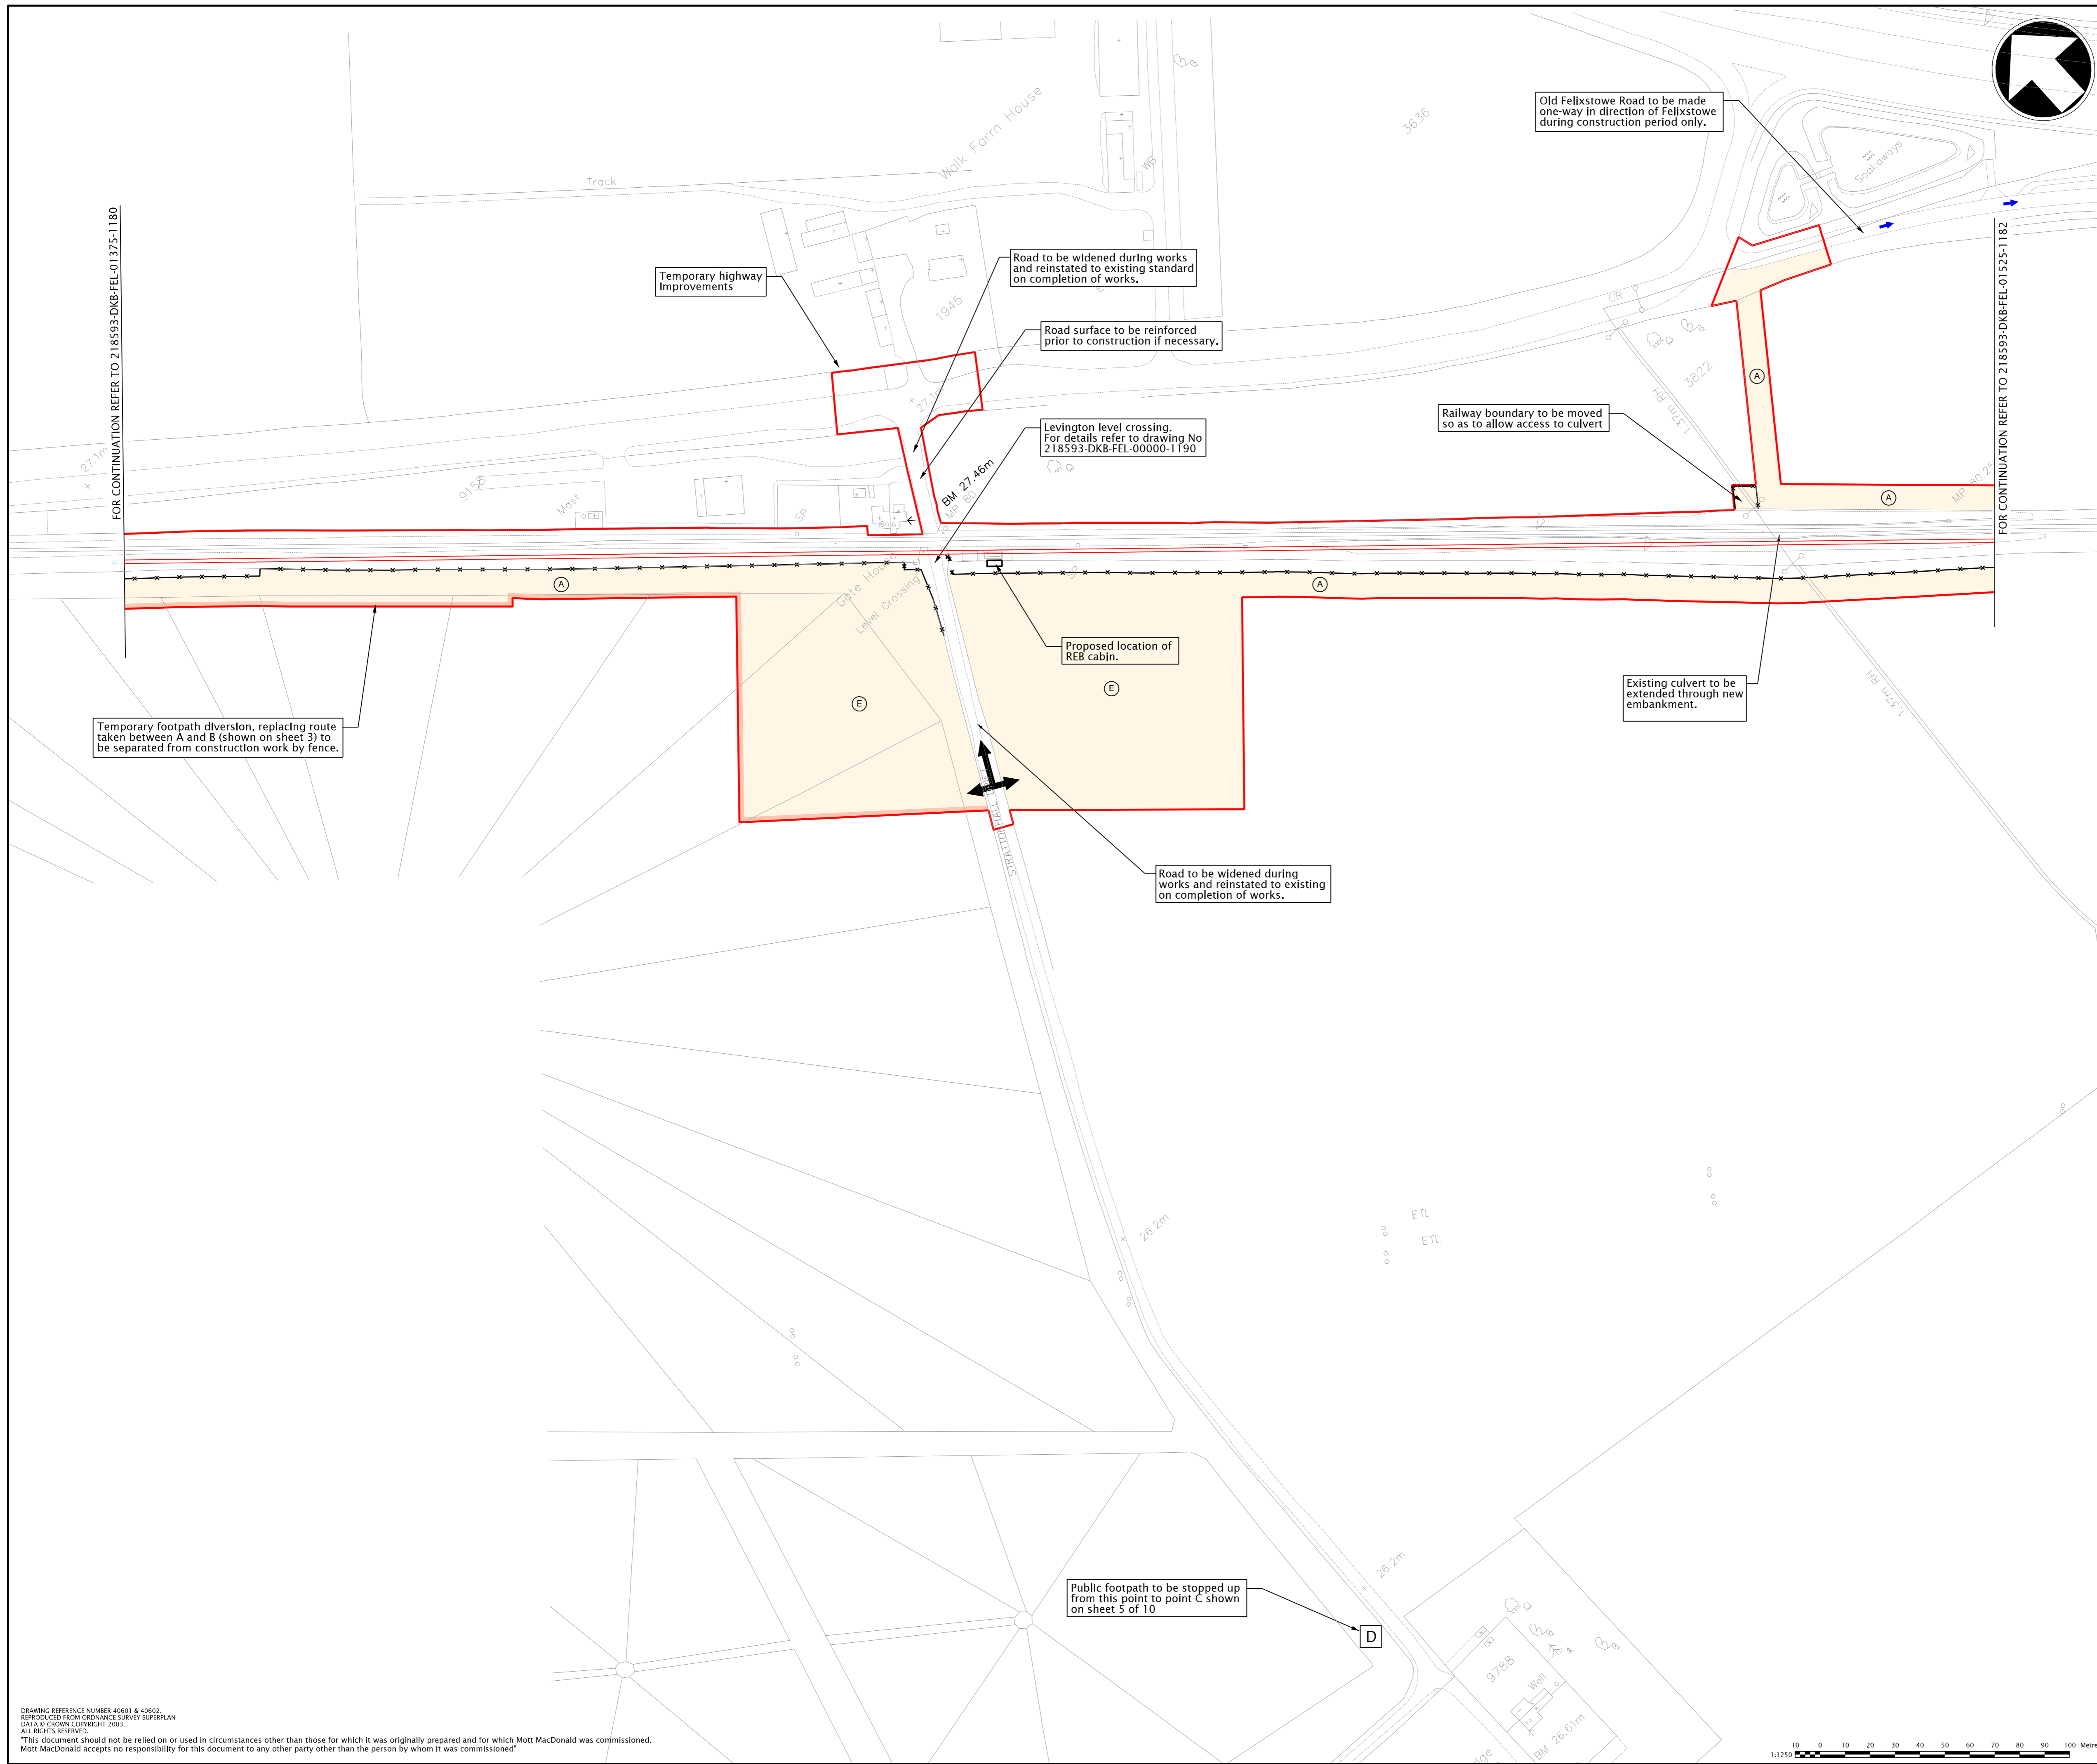 Old Felixstowe Road to be made
one-way in direction of Felixstowe
during construction period only.
3636
Walk Farm House
WB
Track
Soakaways
FOR CONTINUATION REFER TO 218593-DKB-FEL-01375-1180
FOR CONTINUATION REFER TO 218593-DKB-FEL-01525-1182
Road to be widened during works
and reinstated to existing standard
on completion of works.
Temporary highway
improvements
1945
CR
Road surface to be reinforced
prior to construction if necessary.
3822
A
1.37m RH
27.1m
Railway boundary to be moved
so as to allow access to culvert
Levington level crossing.
For details refer to drawing No
218593-DKB-FEL-00000-1190
27.1m
BM 27.46m
MP 80
9158
Mast
SP
A
MP 80.25
A
A
SP
Gate House
Level Crossing
Proposed location of
REB cabin.
E
E
Existing culvert to be
extended through new
embankment.
1.37m RH
Temporary footpath diversion, replacing route
taken between A and B (shown on sheet 3) to
be separated from construction work by fence.
Road to be widened during
works and reinstated to existing
on completion of works.
26.2m
ETL
ETL
26.2m
Public footpath to be stopped up
from this point to point C shown
on sheet 5 of 10
D
9788
Well
1
2
BM 26.61m
DRAWING REFERENCE NUMBER 40601 & 40602.
REPRODUCED FROM ORDNANCE SURVEY SUPERPLAN
DATA © CROWN COPYRIGHT 2003.
ALL RIGHTS RESERVED.
"This document should not be relied on or used in circumstances other than those for which it was originally prepared and for which Mott MacDonald was commissioned.
Mott MacDonald accepts no responsibility for this document to any other party other than the person by whom it was commissioned"
10 0 10 20 30 40 50 60 70 80 90 100 Metre
1:1250